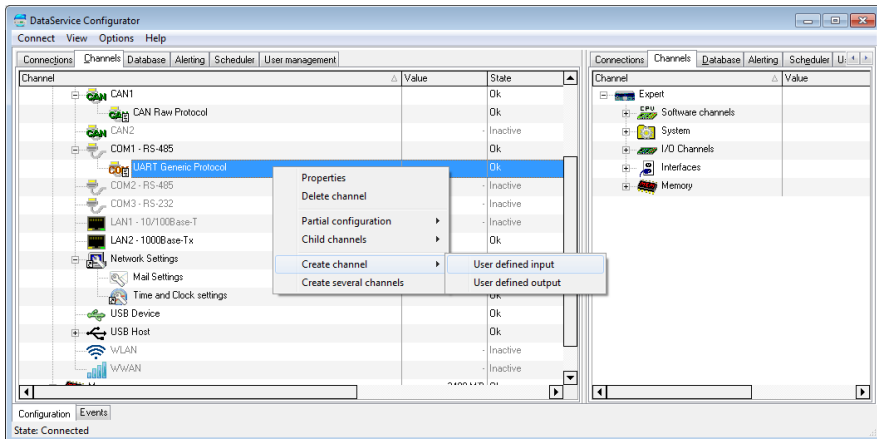 DataService Configurator
Connect View Options Help
Connections Channels Database Alerting Scheduler User management
Channel Value State
CAN1 Ok
CAN Raw Protocol Ok
CAN2 - Inactive
COM1 - RS-485 Ok
UART Generic Protocol Ok
COM2 - RS-485 - Inactive
COM3 - RS-232 - Inactive
LAN1 - 10/100Base-T - Inactive
LAN2 - 1000Base-Tx Ok
Network Settings
Mail Settings
Time and Clock settings Ok
USB Device Ok
USB Host Ok
WLAN - Inactive
WWAN - Inactive
Properties
Delete channel
Partial configuration
Child channels
Create channel
Create several channels
User defined input
User defined output
Connections Channels Database Alerting Scheduler
Channel Value
Expert
Software channels
System
I/O Channels
Interfaces
Memory
Configuration Events
State: Connected